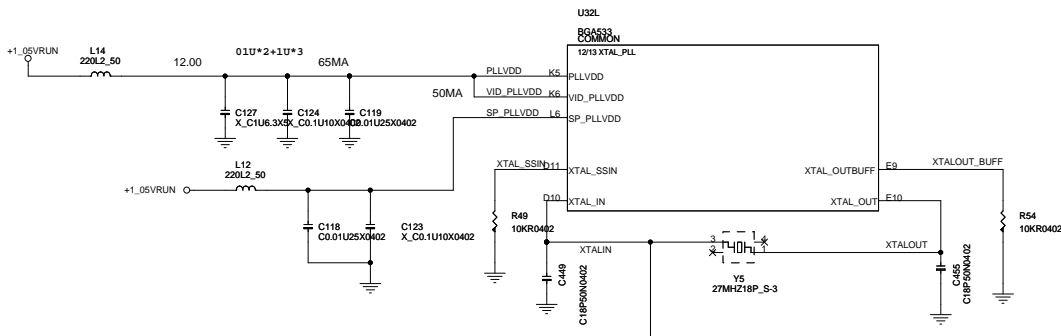 U32L
BGA533
COMMON
12/13 XTAL_PLL
+1_05VRUN
L14
220L2_50
12.00
01U*2+1U*3
65MA
PLLVDD
K5
PLLVDD
50MA
VID_PLLVDD
K6
VID_PLLVDD
SP_PLLVDD
L6
SP_PLLVDD
C127
X_C1U6.3X5
C124
X_C0.1U10X0402
C119
C0.01U25X0402
L12
220L2_50
+1_05VRUN
XTAL_SSIN
D11
XTAL_SSIN
XTAL_OUTBUFF
E9
XTALOUT_BUFF
D10
XTAL_IN
XTAL_OUT
E10
C118
C0.01U25X0402
C123
X_C0.1U10X0402
R49
10KR0402
R54
10KR0402
XTALIN
3
4
2
1
XTALOUT
Y5
27MHZ18P_S-3
C449
C18P50N0402
C455
C18P50N0402